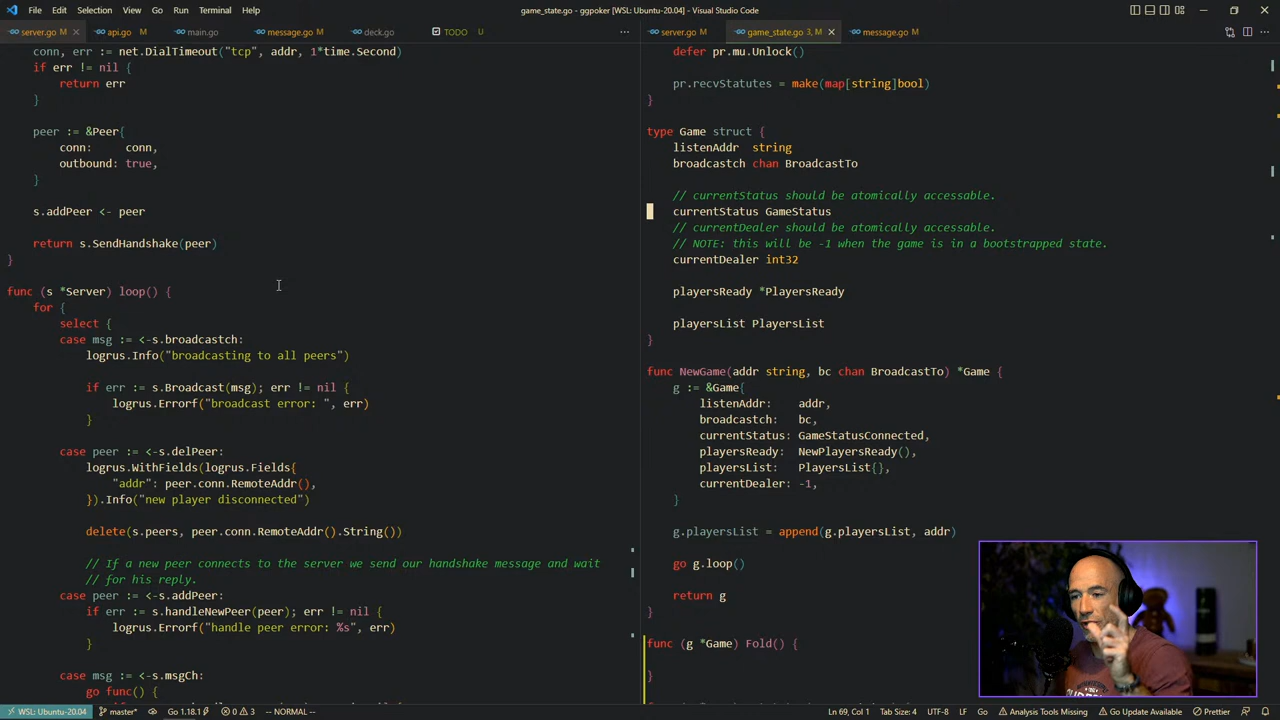 File Edit Selection View Go Run Terminal Help
game_state.go - ggpoker [WSL: Ubuntu-20.04] - Visual Studio Code
server.go M api.go M main.go message.go M deck.go TODO U
conn, err := net.DialTimeout("tcp", addr, 1*time.Second)
if err != nil {
return err
}
peer := &Peer{
conn: conn,
outbound: true,
}
s.addPeer <- peer
return s.SendHandshake(peer)
}
func (s *Server) loop() {
for {
select {
case msg := <-s.broadcastch:
logrus.Info("broadcasting to all peers")
if err := s.Broadcast(msg); err != nil {
logrus.Errorf("broadcast error: ", err)
}
case peer := <-s.delPeer:
logrus.WithFields(logrus.Fields{
"addr": peer.conn.RemoteAddr(),
}).Info("new player disconnected")
delete(s.peers, peer.conn.RemoteAddr().String())
// If a new peer connects to the server we send our handshake message and wait
// for his reply.
case peer := <-s.addPeer:
if err := s.handleNewPeer(peer); err != nil {
logrus.Errorf("handle peer error: %s", err)
}
case msg := <-s.msgCh:
go func() {
server.go M game_state.go 3, M message.go M
defer pr.mu.Unlock()
pr.recvStatutes = make(map[string]bool)
}
type Game struct {
listenAddr string
broadcastch chan BroadcastTo
// currentStatus should be atomically accessable.
currentStatus GameStatus
// currentDealer should be atomically accessable.
// NOTE: this will be -1 when the game is in a bootstrapped state.
currentDealer int32
playersReady *PlayersReady
playersList PlayersList
}
func NewGame(addr string, bc chan BroadcastTo) *Game {
g := &Game{
listenAddr: addr,
broadcastch: bc,
currentStatus: GameStatusConnected,
playersReady: NewPlayersReady(),
playersList: PlayersList{},
currentDealer: -1,
}
g.playersList = append(g.playersList, addr)
go g.loop()
return g
}
func (g *Game) Fold() {
}
WSL: Ubuntu-20.04 master* Go 1.18.1 0 3 -- NORMAL -- Ln 69, Col 1 Tab Size: 4 UTF-8 LF Go Analysis Tools Missing Go Update Available Prettier